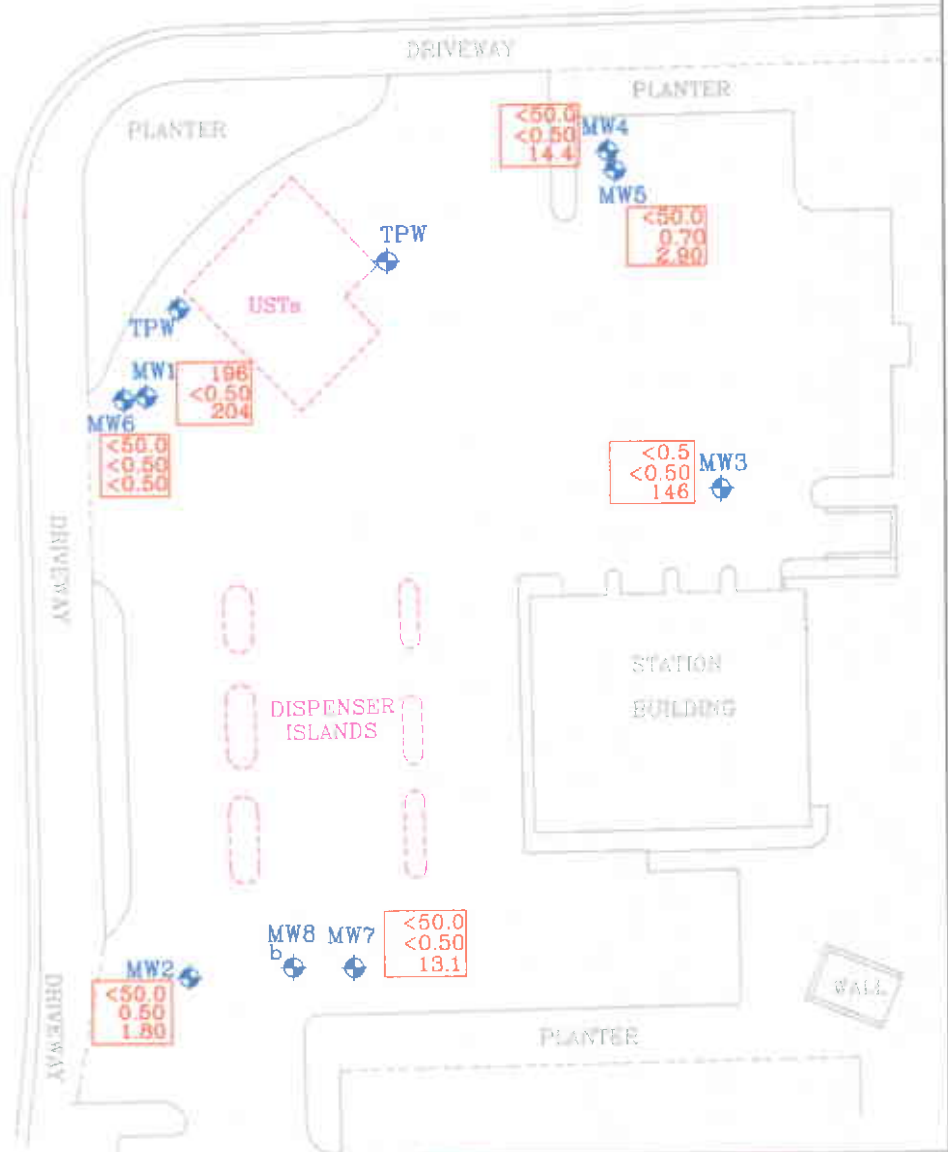 DRIVEWAY
PLANTER
PLANTER
<50.0
<0.50
14.4
MW4
MW5
<50.0
0.70
2.90
TPW
USTs
TPW
MW1
196
<0.50
204
MW6
<50.0
<0.50
<0.50
<0.5
<0.50
146
MW3
DRIVEWAY
STATION
BUILDING
DISPENSER
ISLANDS
MW8
b
MW7
<50.0
<0.50
13.1
MW2
<50.0
0.50
1.80
DRIVEWAY
WALL
PLANTER